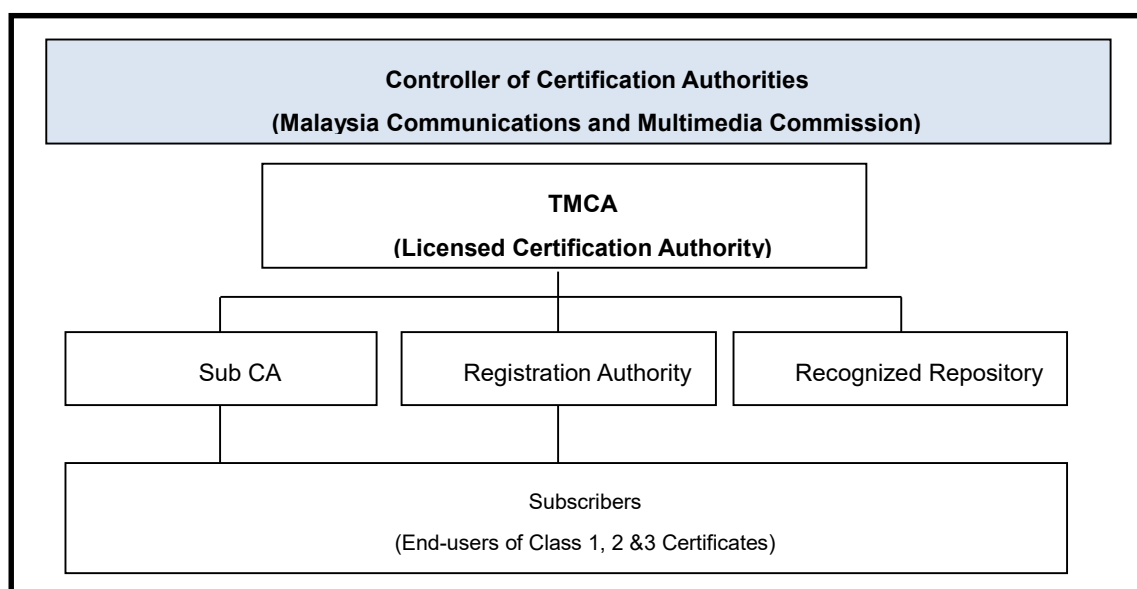 Controller of Certification Authorities
(Malaysia Communications and Multimedia Commission)
TMCA
(Licensed Certification Authority)
Sub CA
Registration Authority
Recognized Repository
Subscribers
(End-users of Class 1, 2 &3 Certificates)